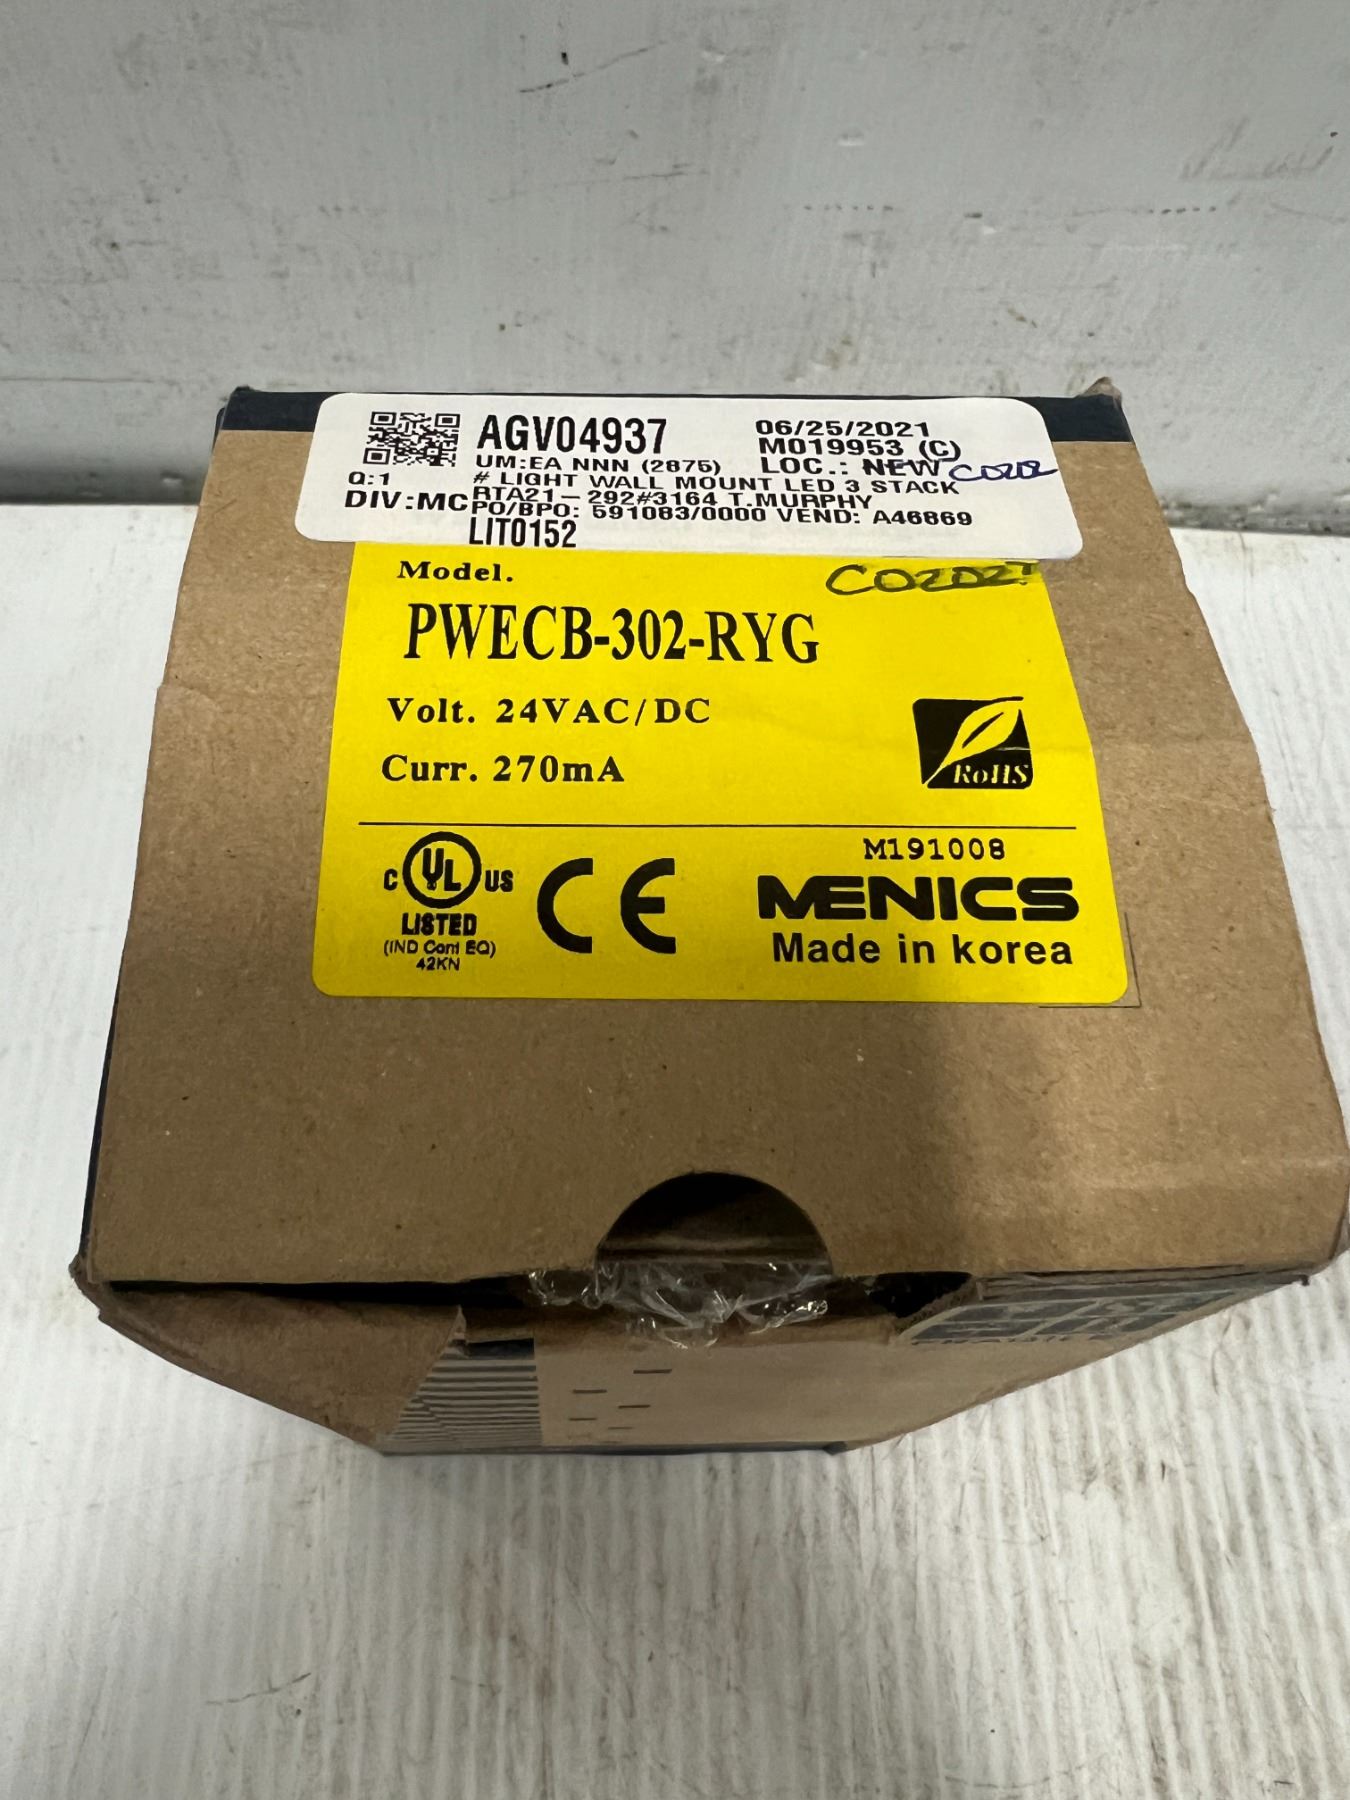 AGV04937
06/25/2021
M019953 (C)
UM:EA NNN (2875)
LOC.: NEW C0202
Q:1
# LIGHT WALL MOUNT LED 3 STACK
RTA21-292#3164 T.MURPHY
DIV:MC
PO/BPO: 591083/0000 VEND: A46869
LIT0152
Model.
PWECB-302-RYG
Volt. 24VAC/DC
Curr. 270mA
RoHS
C UL US
LISTED
(IND Cont EQ)
42KN
CE
M191008
MENICS
Made in korea